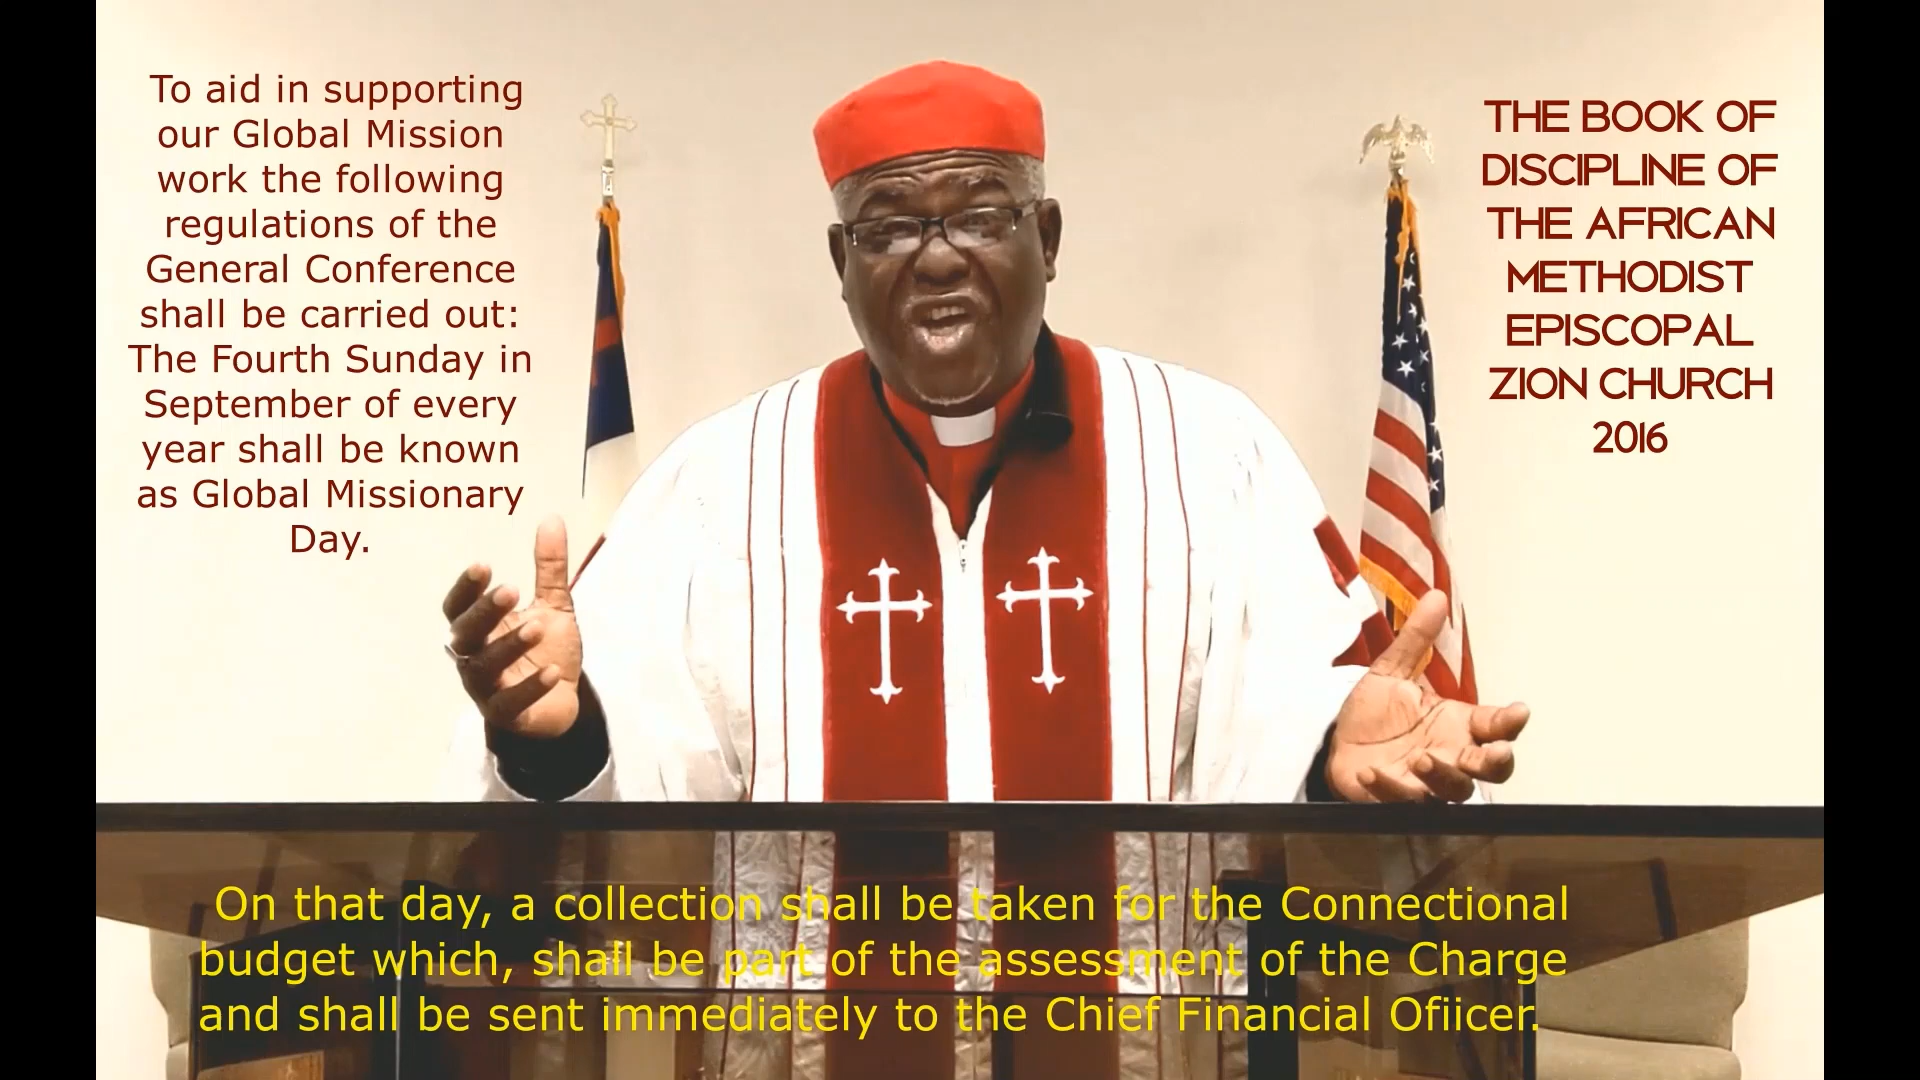 To aid in supporting
our Global Mission
work the following
regulations of the
General Conference
shall be carried out:
The Fourth Sunday in
September of every
year shall be known
as Global Missionary
Day.
THE BOOK OF
DISCIPLINE OF
THE AFRICAN
METHODIST
EPISCOPAL
ZION CHURCH
2016
On that day, a collection shall be taken for the Connectional
budget which, shall be part of the assessment of the Charge
and shall be sent immediately to the Chief Financial Ofiicer.